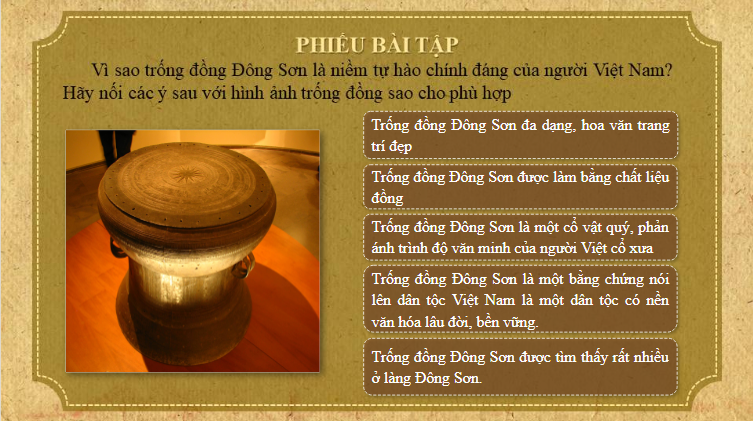 PHIẾU BÀI TẬP
Vì sao trống đồng Đông Sơn là niềm tự hào chính đáng của người Việt Nam?
Hãy nối các ý sau với hình ảnh trống đồng sao cho phù hợp
Trống đồng Đông Sơn đa dạng, hoa văn trang
trí đẹp
Trống đồng Đông Sơn được làm bằng chất liệu
đồng
Trống đồng Đông Sơn là một cổ vật quý, phản
ánh trình độ văn minh của người Việt cổ xưa
Trống đồng Đông Sơn là một bằng chứng nói
lên dân tộc Việt Nam là một dân tộc có nền
văn hóa lâu đời, bền vững.
Trống đồng Đông Sơn được tìm thấy rất nhiều
ở làng Đông Sơn.